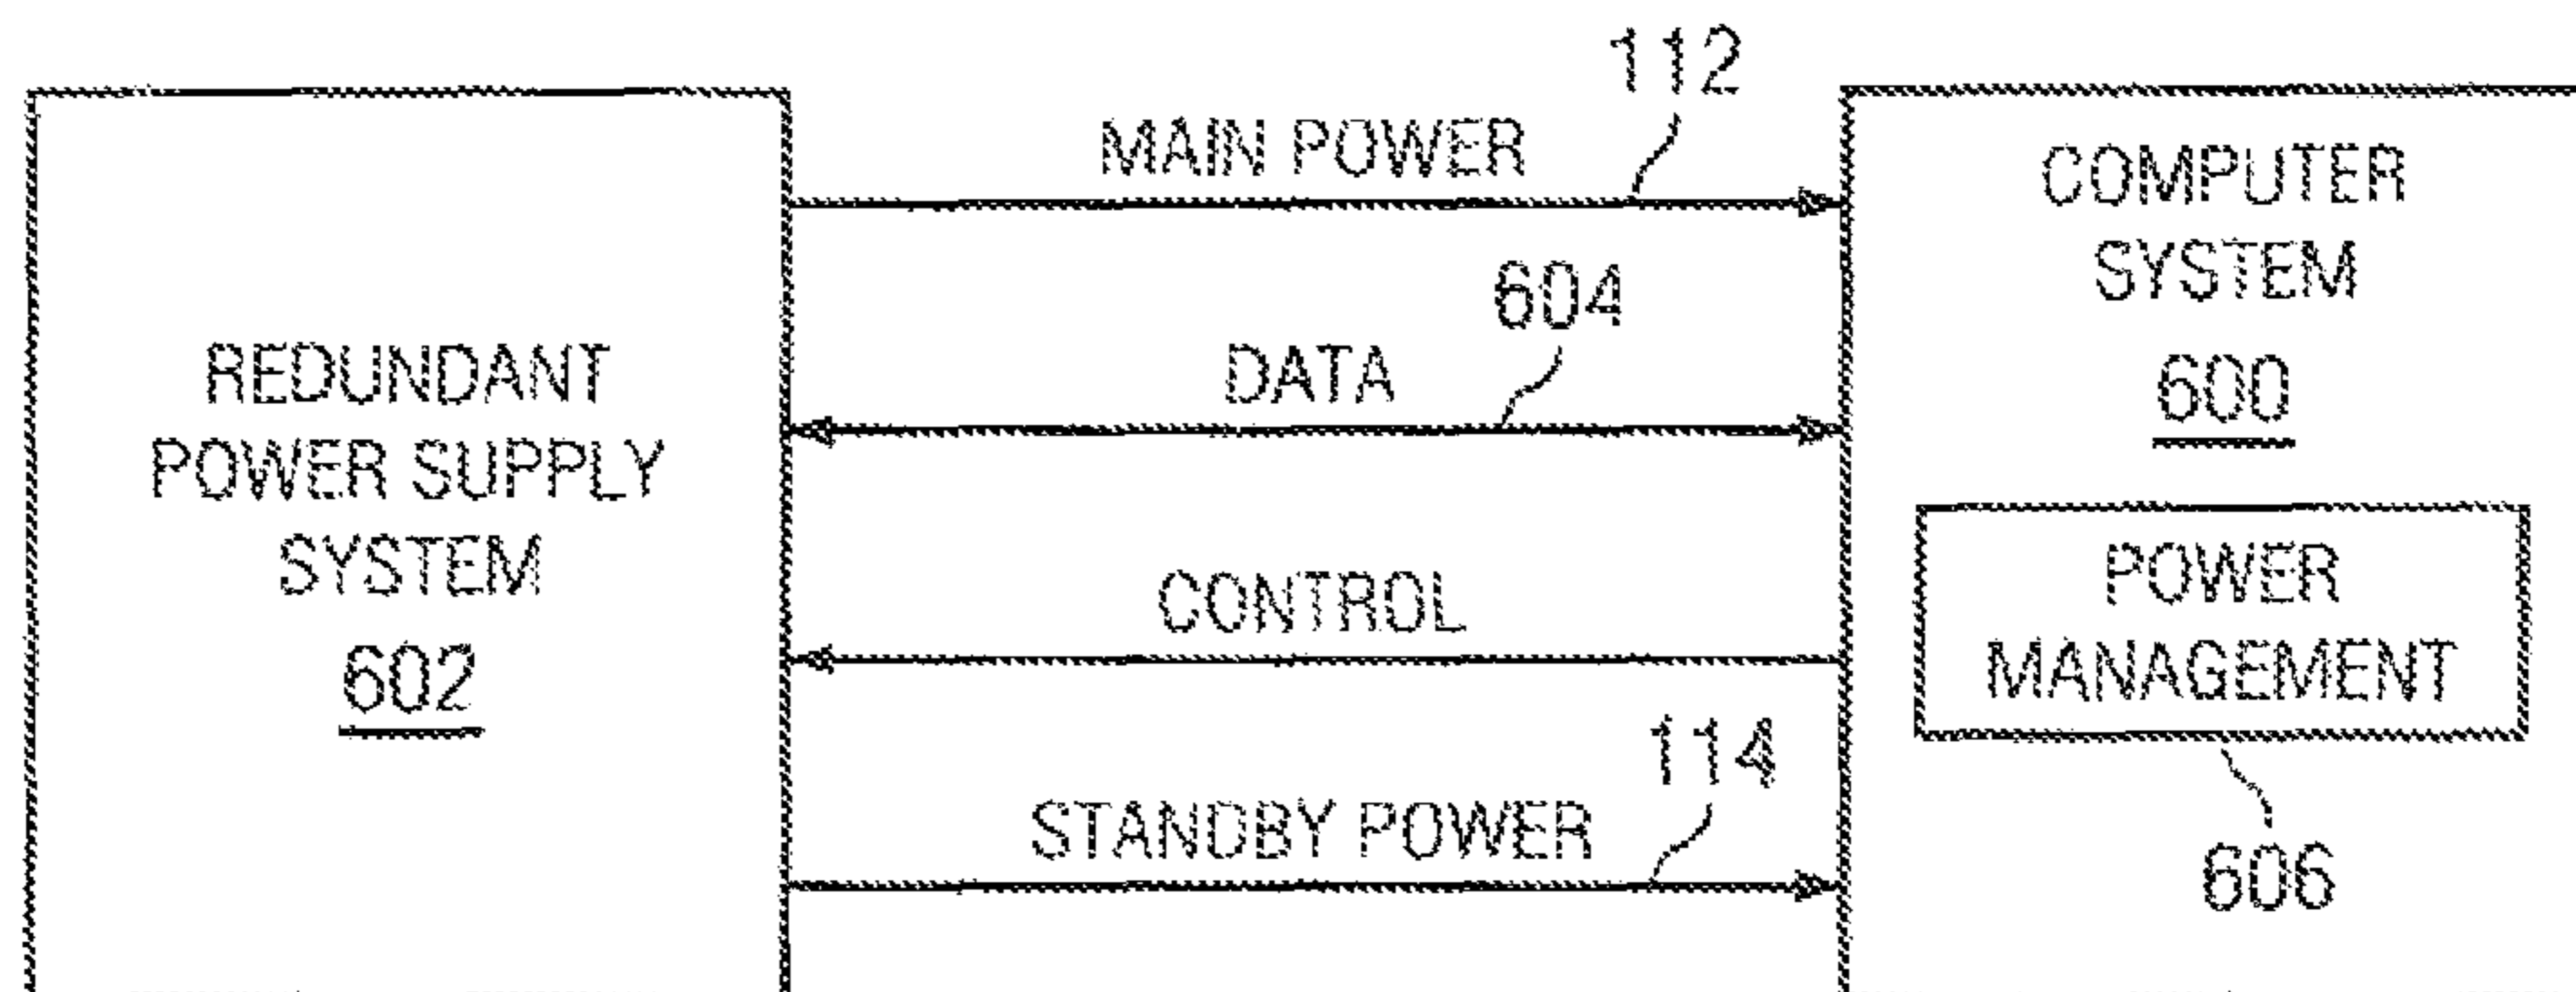 REDUNDANT
POWER SUPPLY
SYSTEM
602
112
MAIN POWER
604
DATA
CONTROL
114
STANDBY POWER
COMPUTER
SYSTEM
600
POWER
MANAGEMENT
606